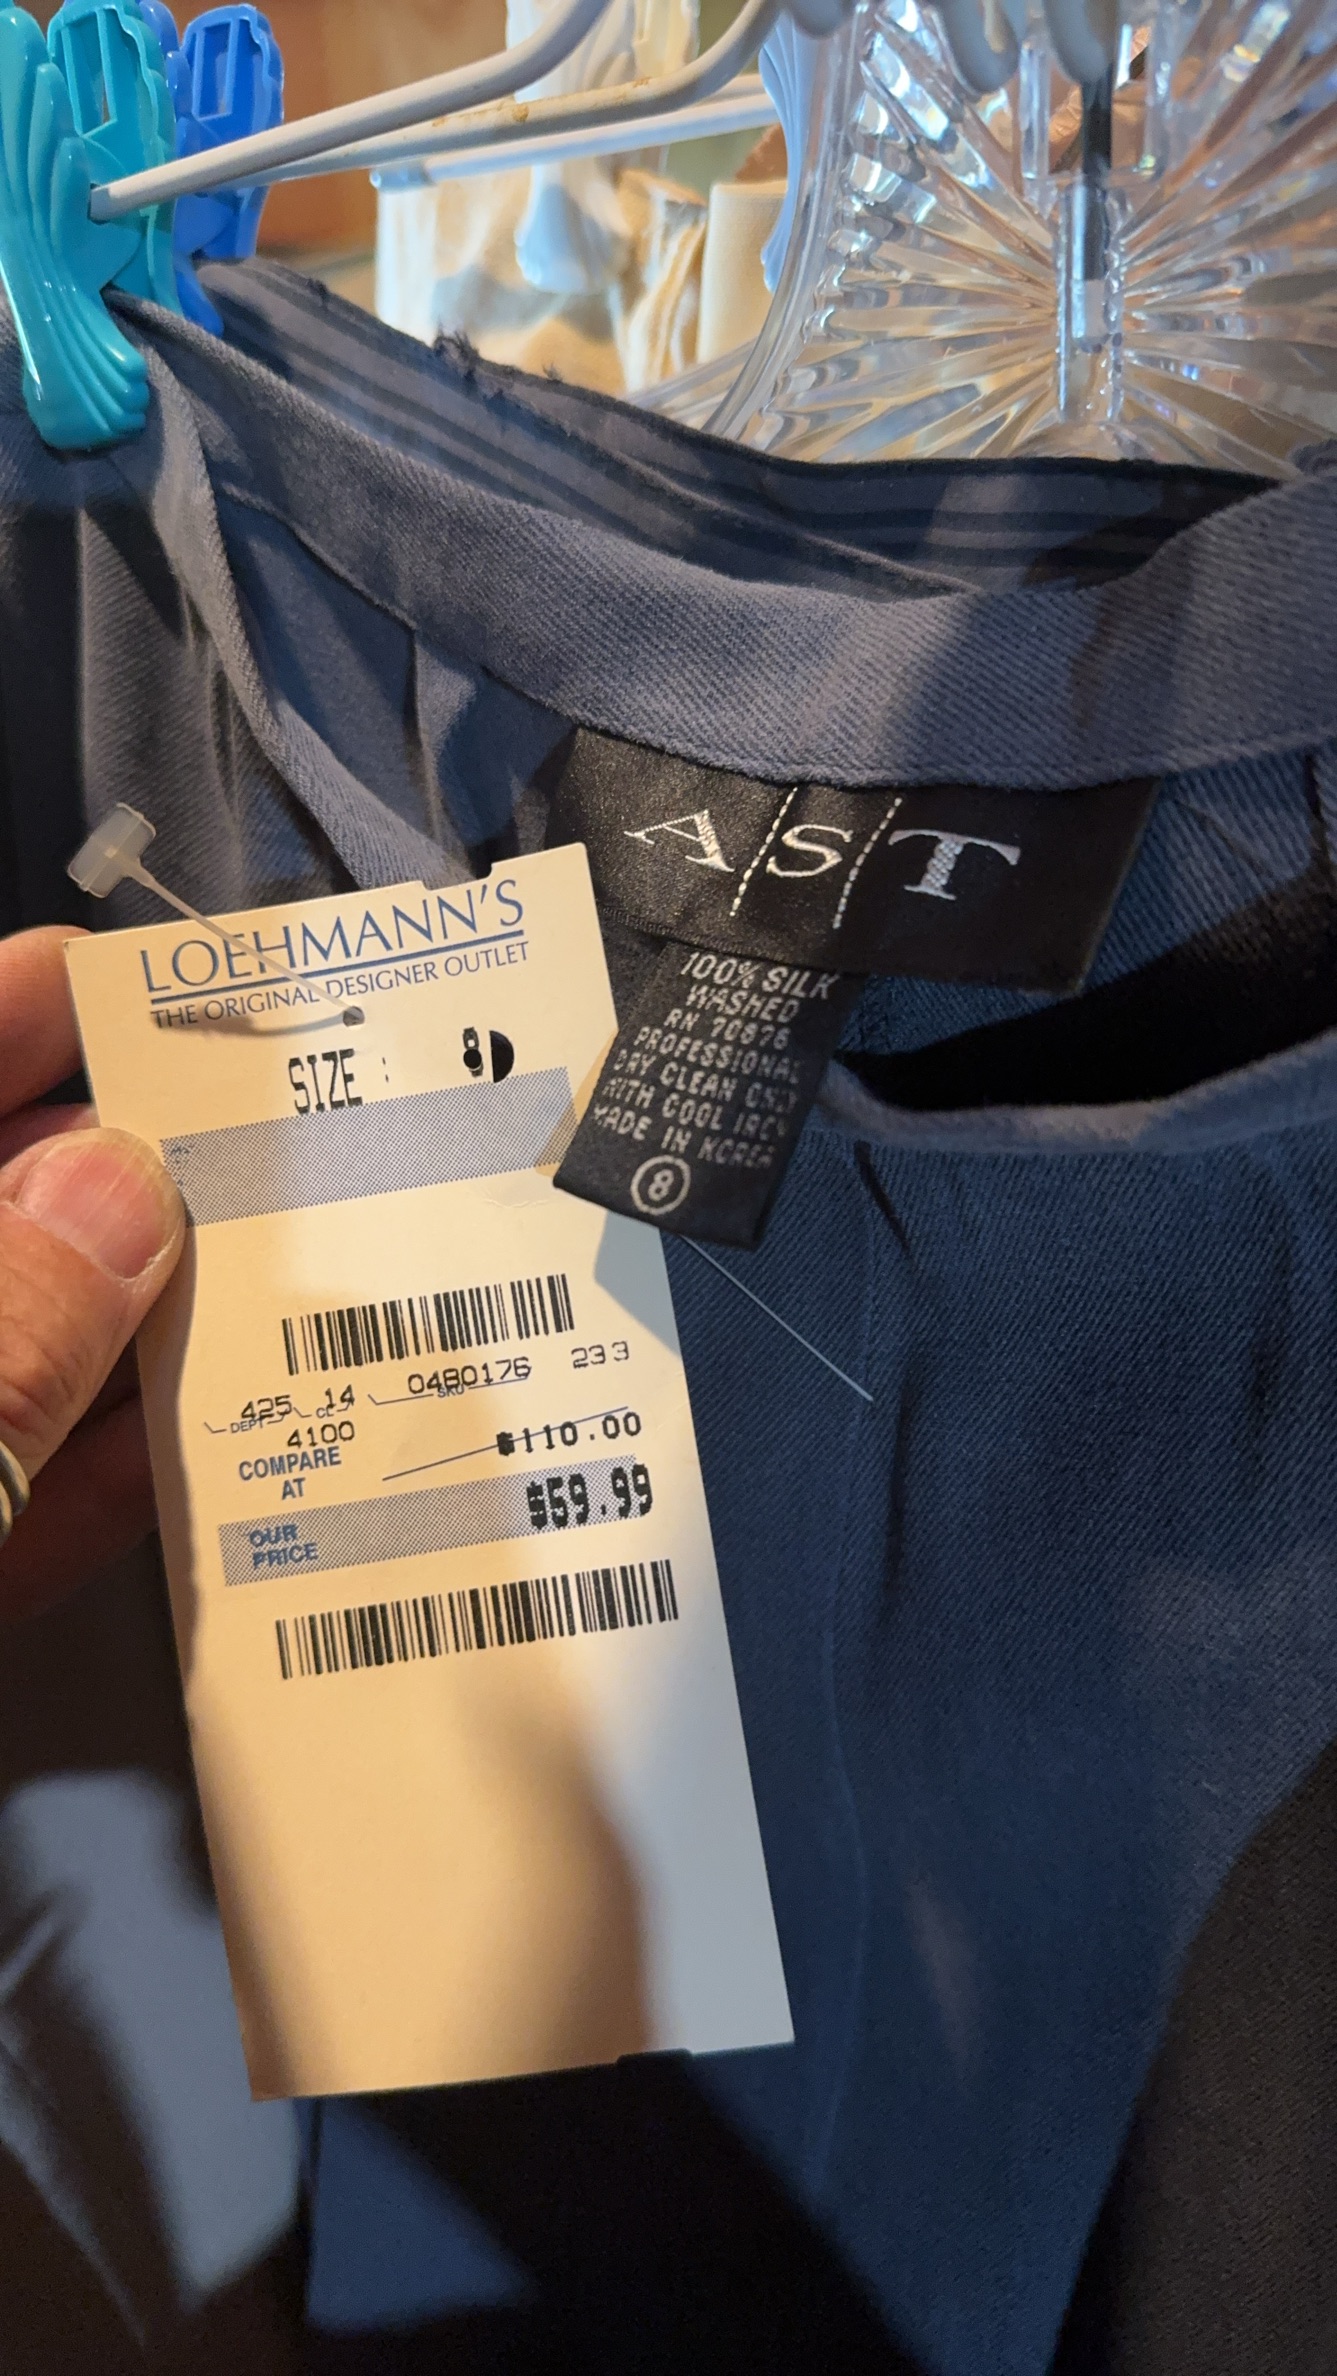 A|S|T
100% SILK
WASHED
RN 70876
PROFESSIONAL
DRY CLEAN ONLY
WITH COOL IRON
MADE IN KOREA
8
LOEHMANN'S
THE ORIGINAL DESIGNER OUTLET
SIZE : 8
425 14 0480176 233
DEPT CL SKU
4100
COMPARE AT $110.00
OUR PRICE $59.99